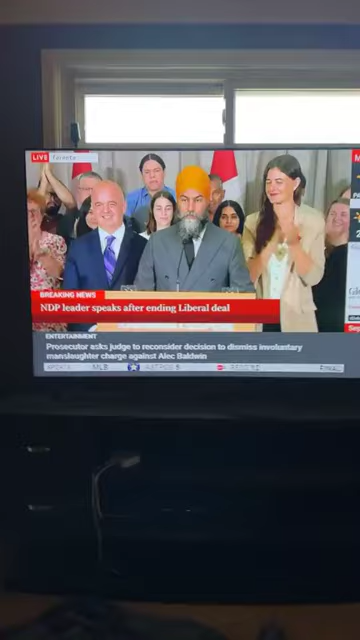 LIVE Toronto
BREAKING NEWS
NDP leader speaks after ending Liberal deal
ENTERTAINMENT
Prosecutor asks judge to reconsider decision to dismiss involuntary
manslaughter charge against Alec Baldwin
MLB